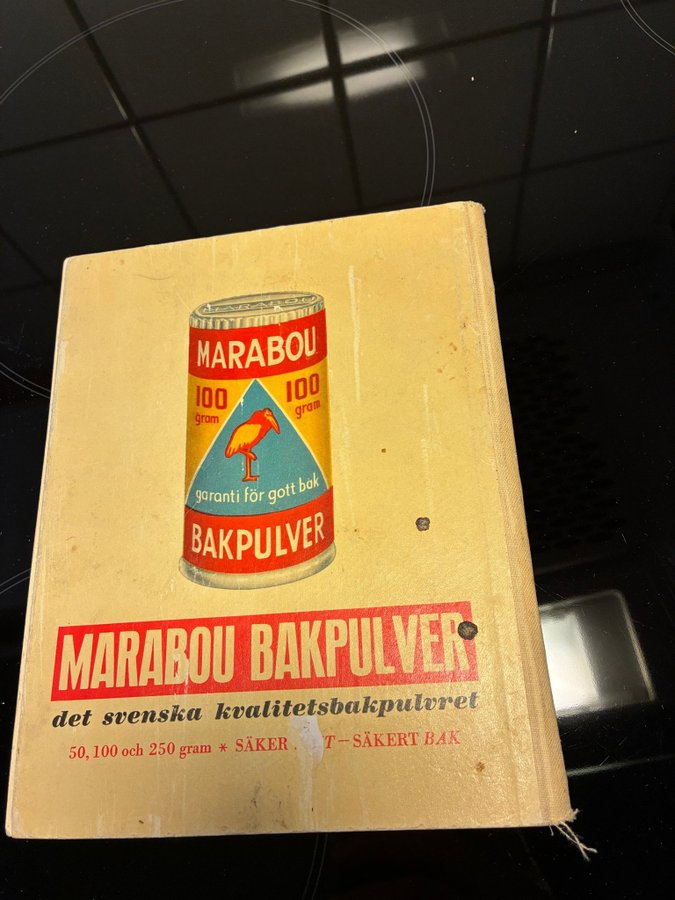 MARABOU
MARABOU
100 100
gram gram
garanti för gott bak
BAKPULVER
MARABOU BAKPULVER
det svenska kvalitetsbakpulvret
50, 100 och 250 gram * SÄKER – SÄKERT BAK